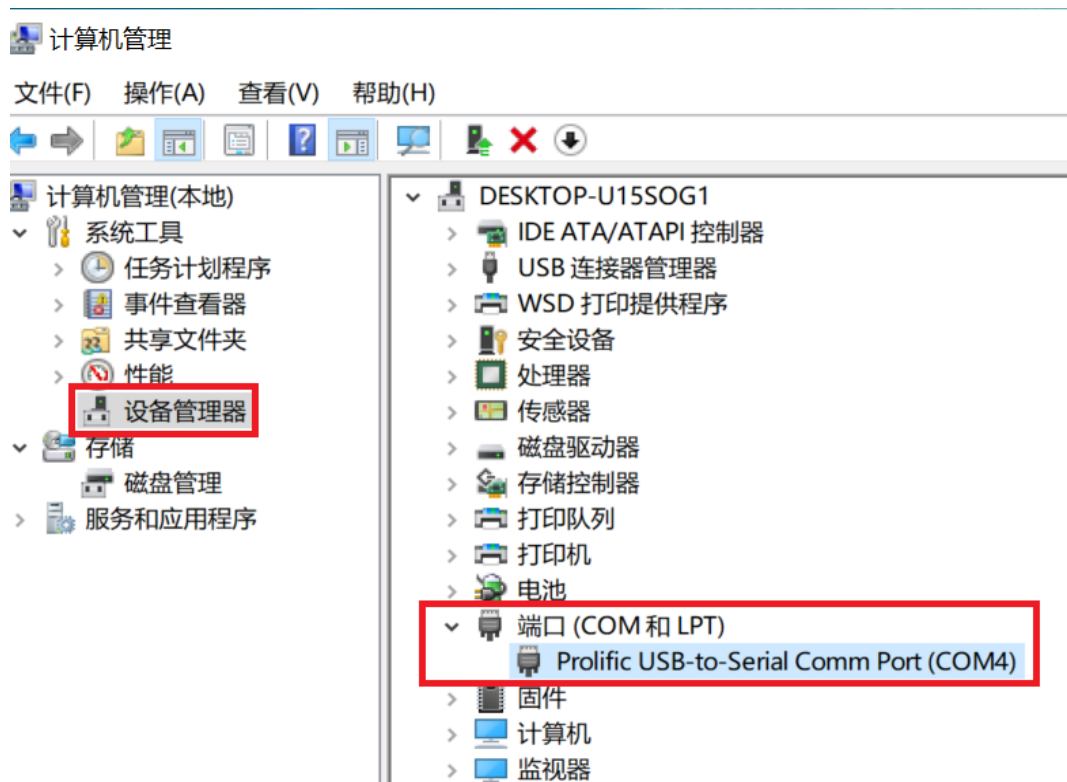 计算机管理
文件(F) 操作(A) 查看(V) 帮助(H)
计算机管理(本地)
系统工具
任务计划程序
事件查看器
共享文件夹
性能
设备管理器
存储
磁盘管理
服务和应用程序
DESKTOP-U15SOG1
IDE ATA/ATAPI 控制器
USB 连接器管理器
WSD 打印提供程序
安全设备
处理器
传感器
磁盘驱动器
存储控制器
打印队列
打印机
电池
端口 (COM 和 LPT)
Prolific USB-to-Serial Comm Port (COM4)
固件
计算机
监视器